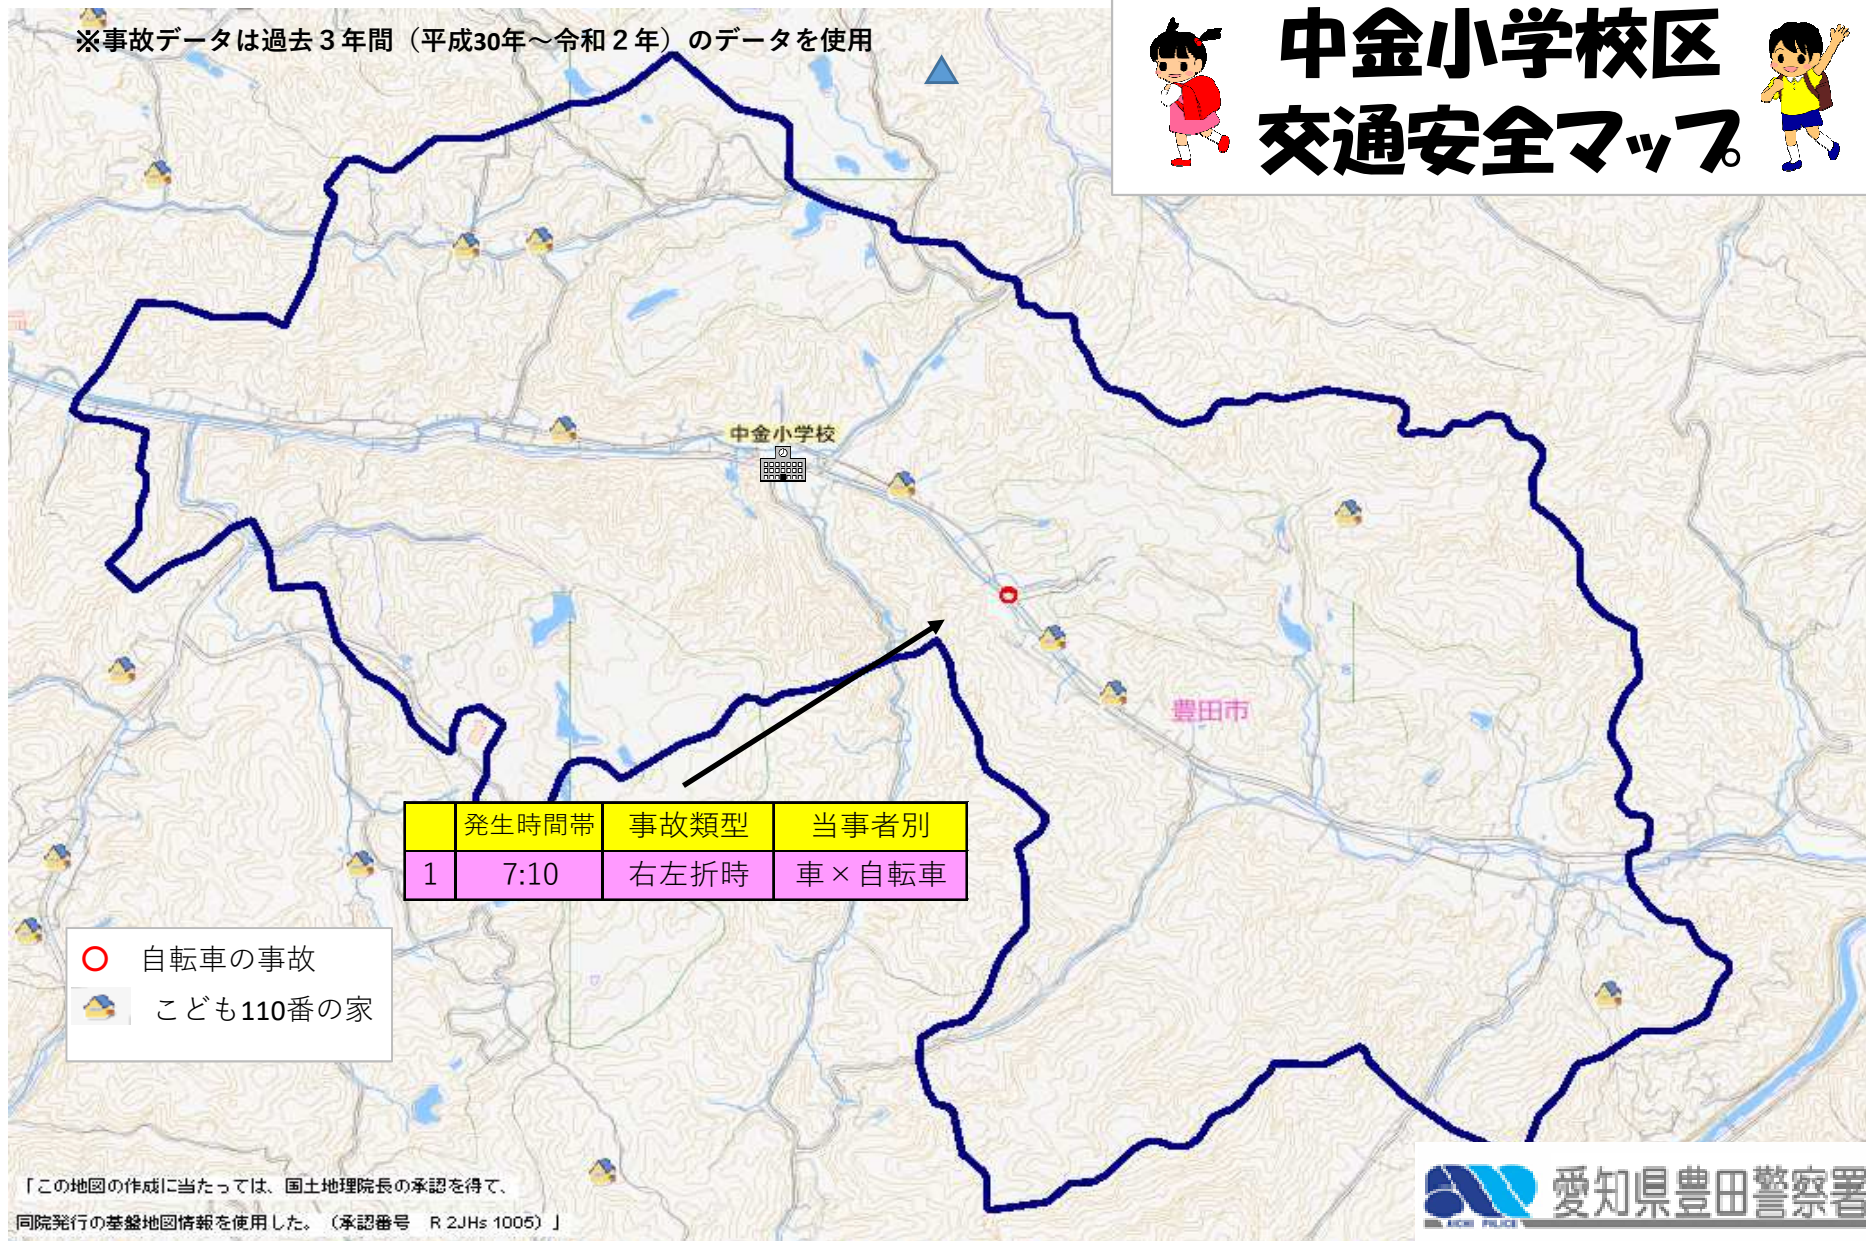 ※事故データは過去３年間（平成30年～令和２年）のデータを使用
中金小学校区
交通安全マップ
中金小学校
豊田市
発生時間帯 事故類型 当事者別
1 7:10 右左折時 車×自転車
自転車の事故
こども110番の家
「この地図の作成に当たっては、国土地理院長の承認を得て、
同院発行の基盤地図情報を使用した。（承認番号 R 2JHs 1005）」
愛知県豊田警察署
AICHI POLICE